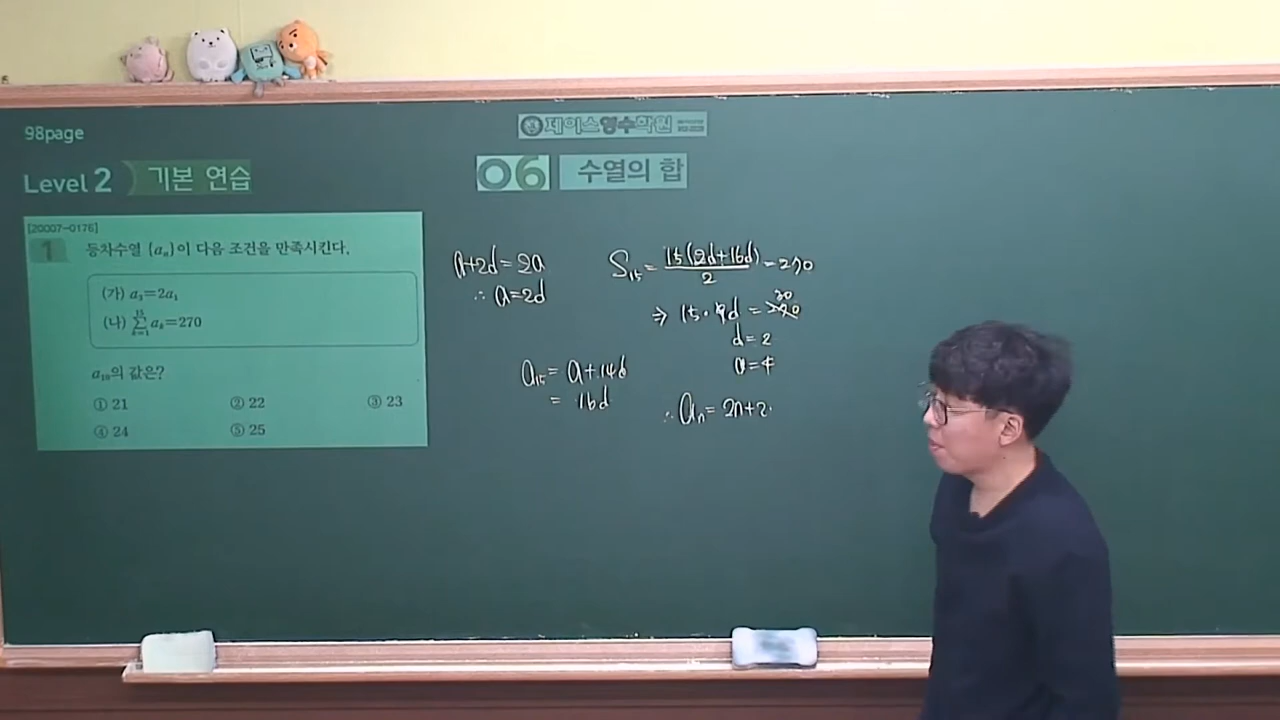 98page
제이스영수학원
Level 2 기본 연습
06 수열의 합
[20007-0176]
1 등차수열 {aₙ}이 다음 조건을 만족시킨다.
(가) a₃=2a₁
(나) ∑ₖ₌₁¹⁵ aₖ=270
a₁₀의 값은?
① 21 ② 22 ③ 23
④ 24 ⑤ 25
a+2d=2a
∴ a=2d
a₁₅= a+14d
= 16d
S₁₅= 15(2d+16d)/2 =270
⇒ 15·9d = 270
30
d=2
a=4
∴ aₙ= 2n+2